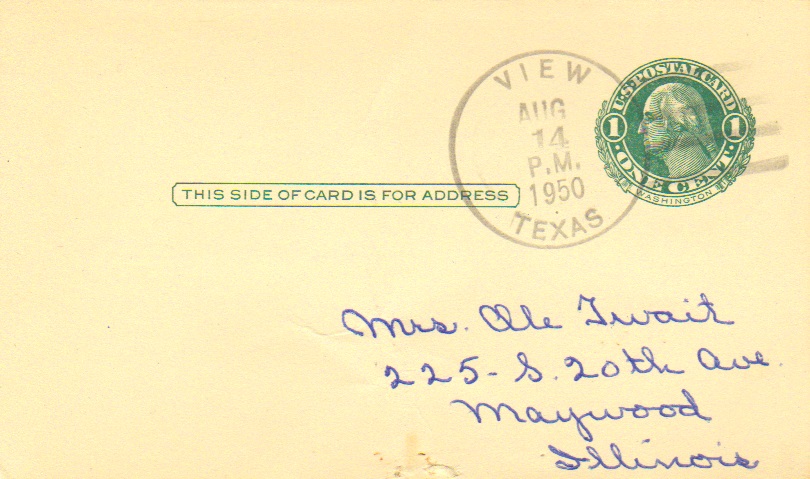 VIEW
AUG
14
P.M.
1950
TEXAS
U.S. POSTAL CARD
1 1
ONE CENT
WASHINGTON
THIS SIDE OF CARD IS FOR ADDRESS
Mrs. Ole Twait
225- S. 20th Ave.
Maywood
Illinois